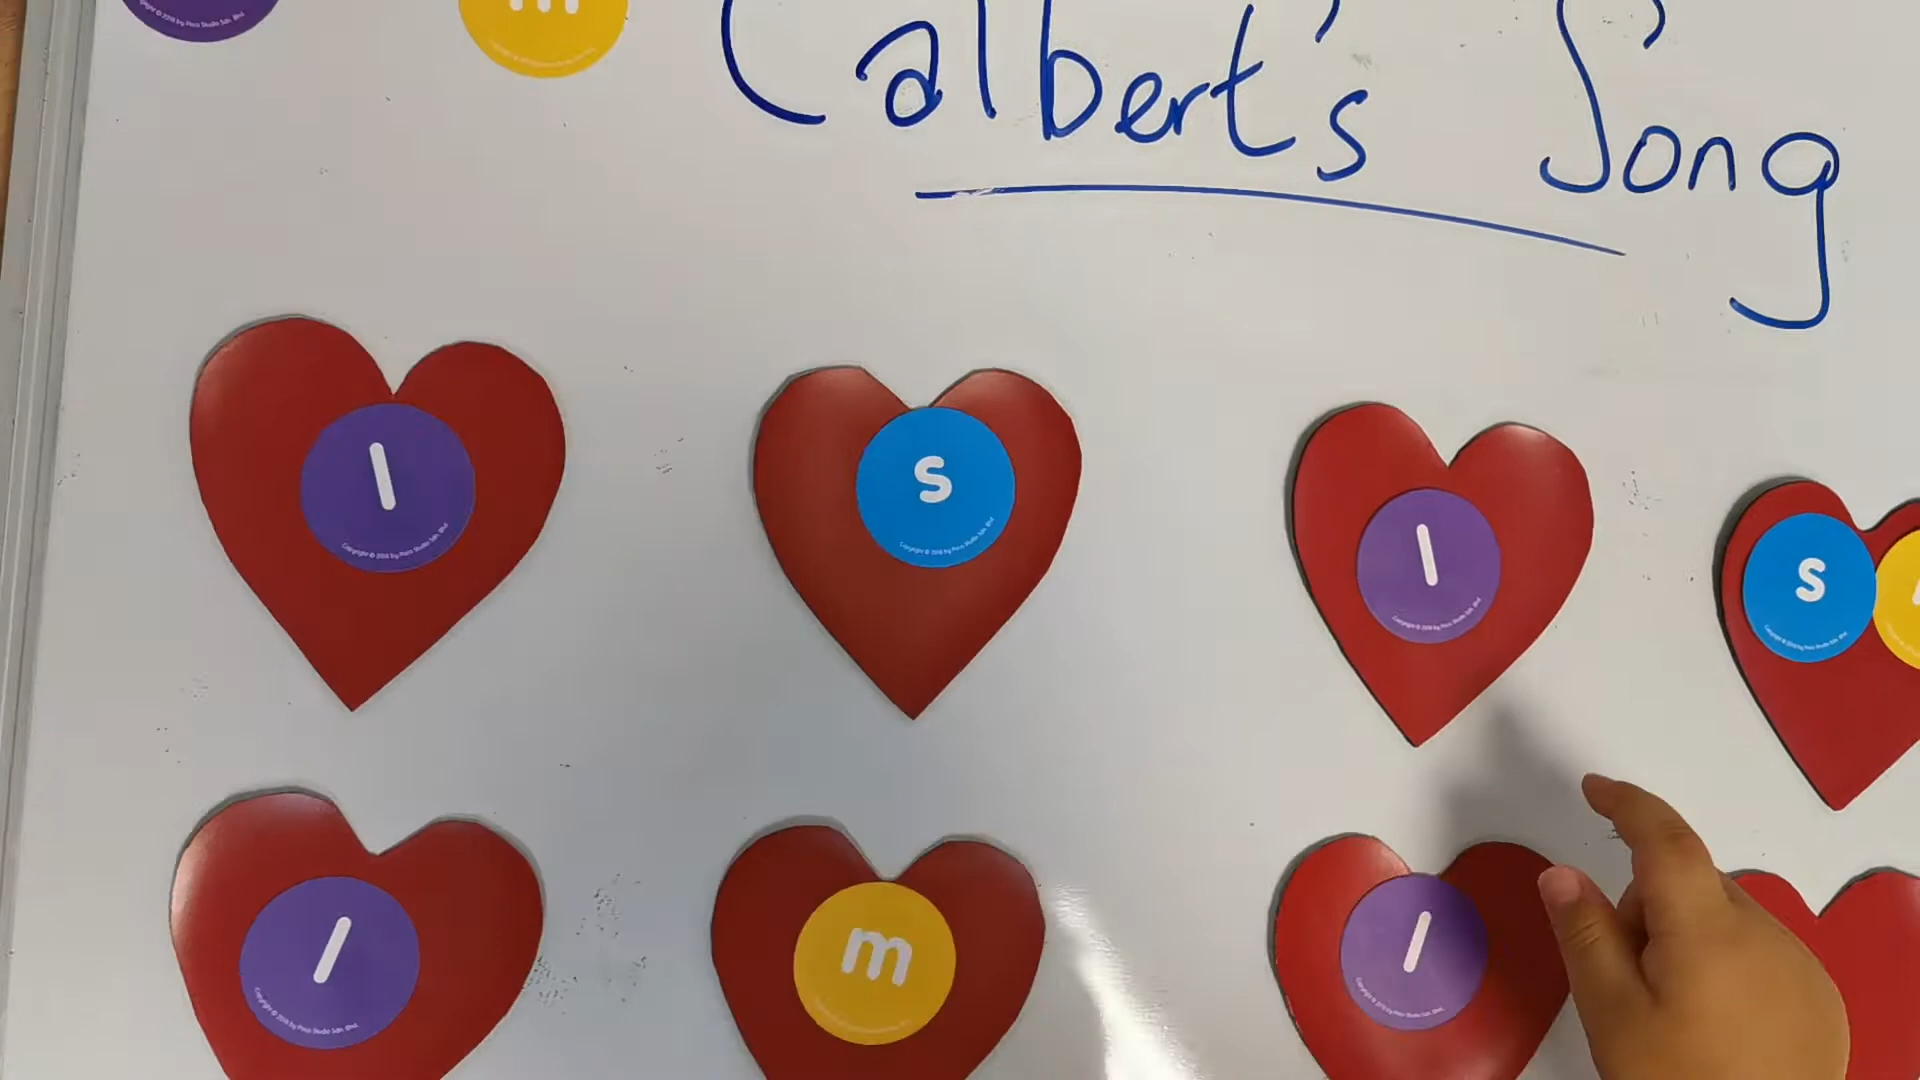 m
Calbert's Song
l s l s
l m l